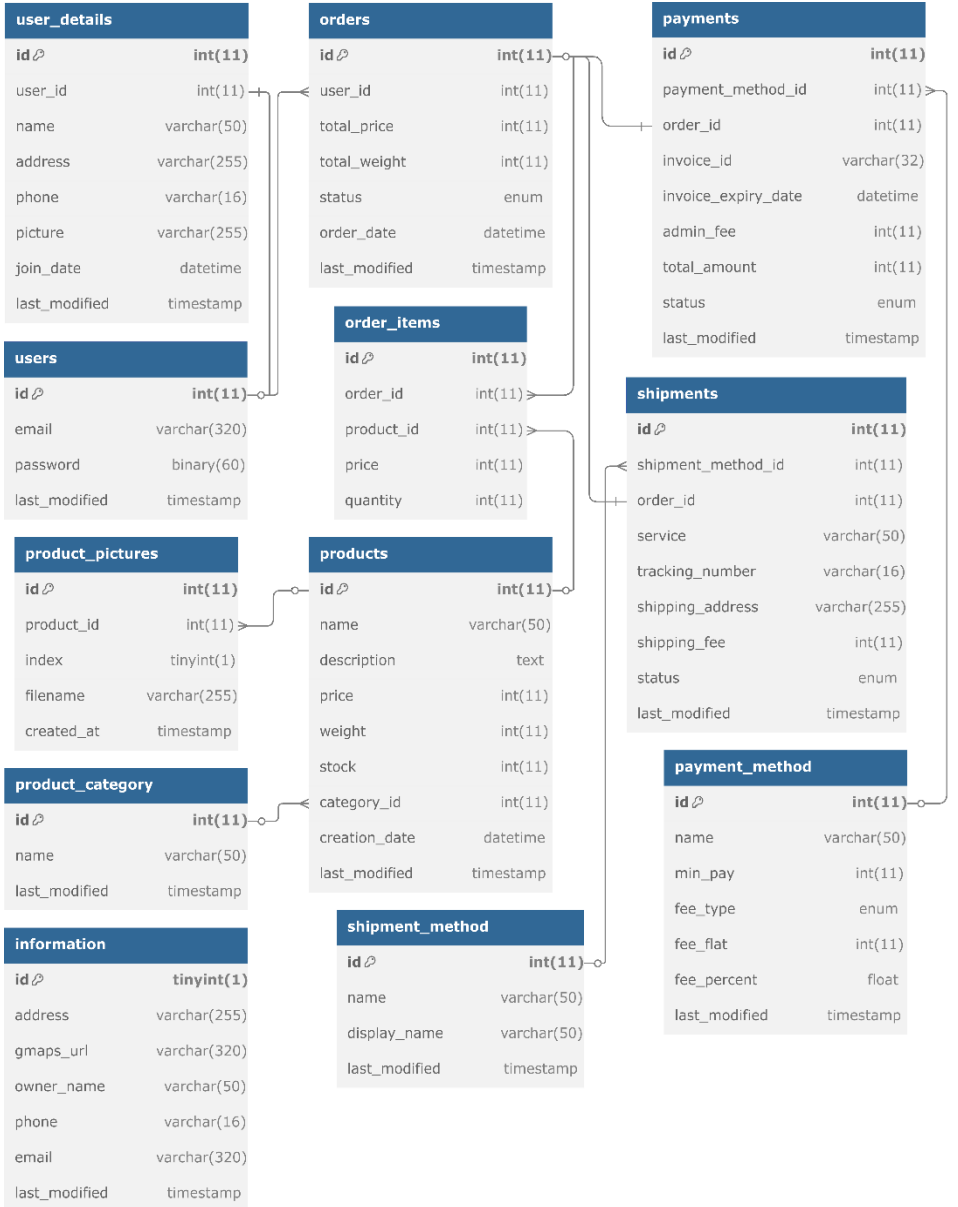 user_details
id int(11)
user_id int(11)
name varchar(50)
address varchar(255)
phone varchar(16)
picture varchar(255)
join_date datetime
last_modified timestamp
users
id int(11)
email varchar(320)
password binary(60)
last_modified timestamp
product_pictures
id int(11)
product_id int(11)
index tinyint(1)
filename varchar(255)
created_at timestamp
product_category
id int(11)
name varchar(50)
last_modified timestamp
information
id tinyint(1)
address varchar(255)
gmaps_url varchar(320)
owner_name varchar(50)
phone varchar(16)
email varchar(320)
last_modified timestamp
orders
id int(11)
user_id int(11)
total_price int(11)
total_weight int(11)
status enum
order_date datetime
last_modified timestamp
order_items
id int(11)
order_id int(11)
product_id int(11)
price int(11)
quantity int(11)
products
id int(11)
name varchar(50)
description text
price int(11)
weight int(11)
stock int(11)
category_id int(11)
creation_date datetime
last_modified timestamp
shipment_method
id int(11)
name varchar(50)
display_name varchar(50)
last_modified timestamp
payments
id int(11)
payment_method_id int(11)
order_id int(11)
invoice_id varchar(32)
invoice_expiry_date datetime
admin_fee int(11)
total_amount int(11)
status enum
last_modified timestamp
shipments
id int(11)
shipment_method_id int(11)
order_id int(11)
service varchar(50)
tracking_number varchar(16)
shipping_address varchar(255)
shipping_fee int(11)
status enum
last_modified timestamp
payment_method
id int(11)
name varchar(50)
min_pay int(11)
fee_type enum
fee_flat int(11)
fee_percent float
last_modified timestamp